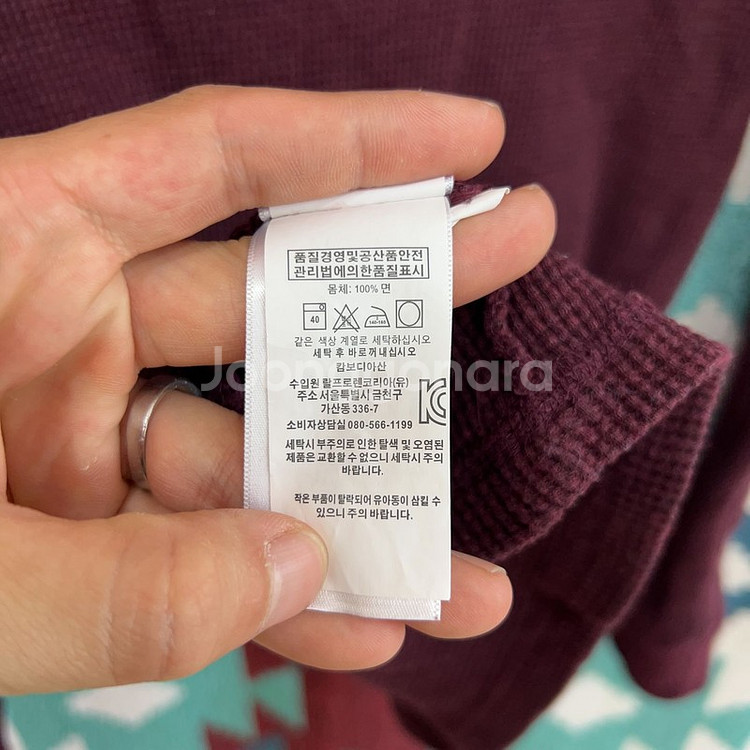 품질경영및공산품안전
관리법에의한품질표시
몸체: 100% 면
40 140-160
같은 색상 계열로 세탁하십시오
세탁 후 바로꺼내십시오
캄보디아산
Joonggonara
수입원 랄프로렌코리아(유)
주소 서울특별시 금천구
가산동 336-7
소비자상담실 080-566-1199
세탁시 부주의로 인한 탈색 및 오염된
제품은 교환할 수 없으니 세탁시 주의
바랍니다.
작은 부품이 탈락되어 유아동이 삼킬 수
있으니 주의 바랍니다.